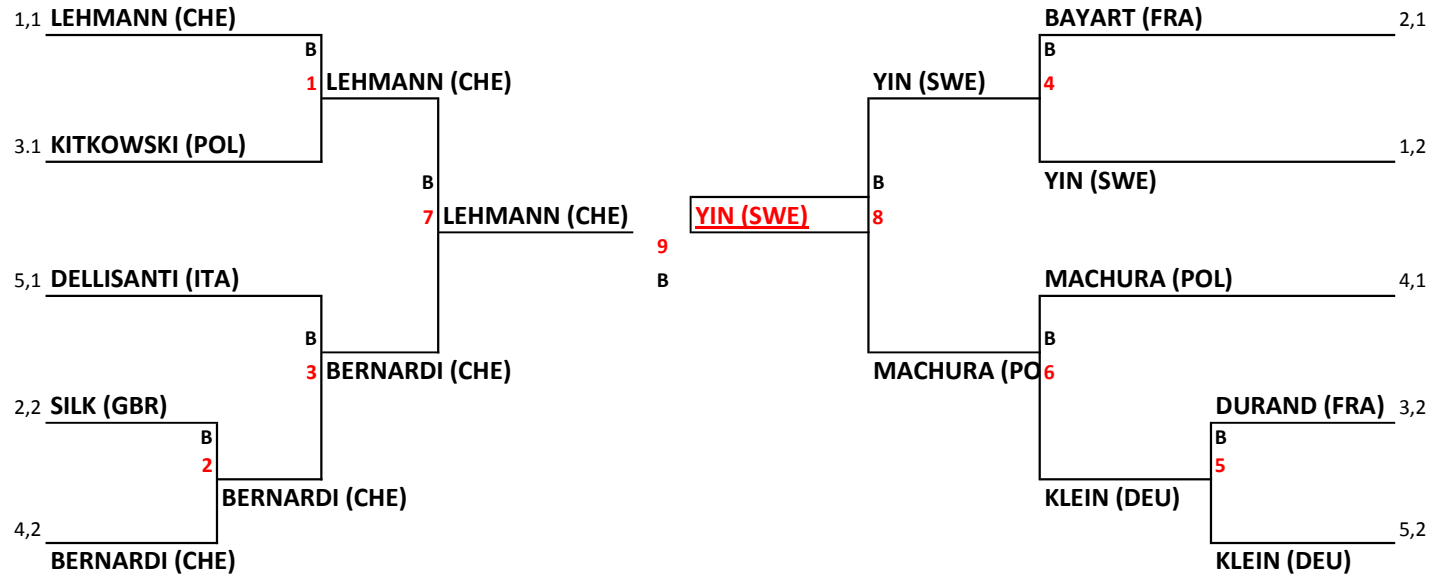 1,1 LEHMANN (CHE)
B
1 LEHMANN (CHE)
3.1 KITKOWSKI (POL)
B
7 LEHMANN (CHE)
5,1 DELLISANTI (ITA)
B
3 BERNARDI (CHE)
2,2 SILK (GBR)
B
2
BERNARDI (CHE)
4,2
BERNARDI (CHE)
9
B
BAYART (FRA) 2,1
B
YIN (SWE) 4
1,2
YIN (SWE)
B
YIN (SWE) 8
MACHURA (POL) 4,1
B
MACHURA (PO 6
DURAND (FRA) 3,2
B
5
KLEIN (DEU)
5,2
KLEIN (DEU)